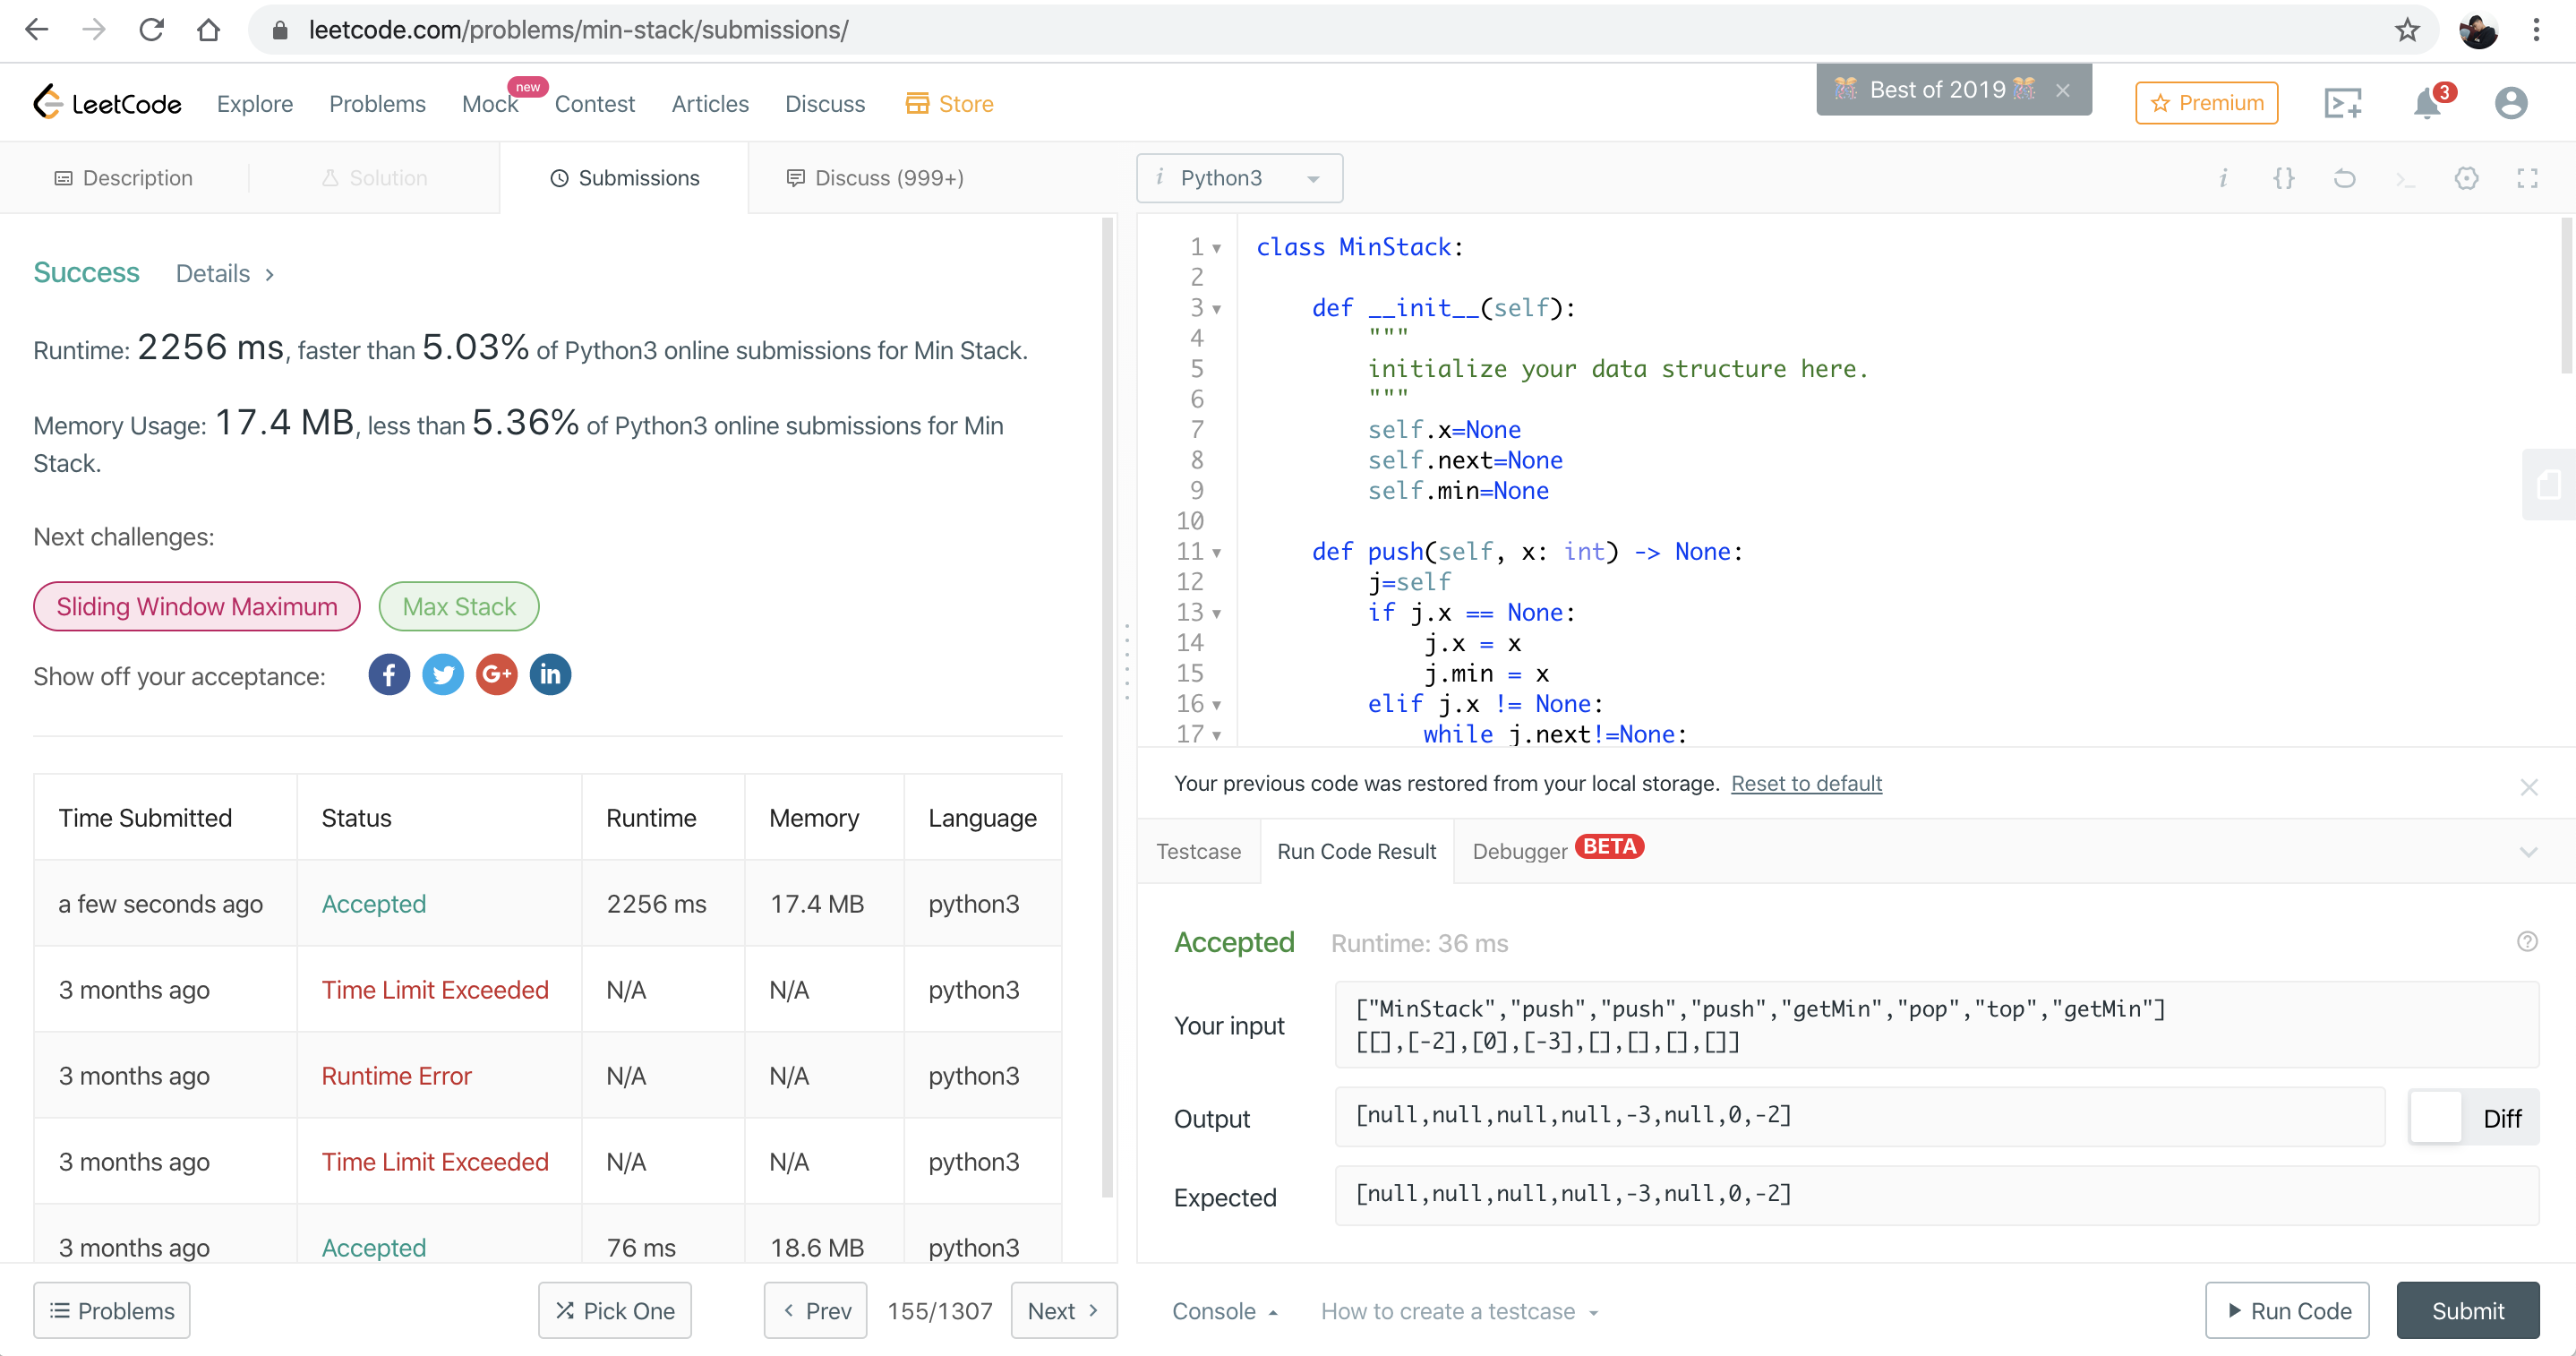 leetcode.com/problems/min-stack/submissions/
LeetCode Explore Problems Mock new Contest Articles Discuss Store Best of 2019 Premium 3
Description Solution Submissions Discuss (999+)
i Python3 i {}
Success Details
Runtime: 2256 ms, faster than 5.03% of Python3 online submissions for Min Stack.
Memory Usage: 17.4 MB, less than 5.36% of Python3 online submissions for Min
Stack.
Next challenges:
Sliding Window Maximum Max Stack
Show off your acceptance: f G+ in
Time Submitted Status Runtime Memory Language
a few seconds ago Accepted 2256 ms 17.4 MB python3
3 months ago Time Limit Exceeded N/A N/A python3
3 months ago Runtime Error N/A N/A python3
3 months ago Time Limit Exceeded N/A N/A python3
3 months ago Accepted 76 ms 18.6 MB python3
1 class MinStack:
2
3 def __init__(self):
4 """
5 initialize your data structure here.
6 """
7 self.x=None
8 self.next=None
9 self.min=None
10
11 def push(self, x: int) -> None:
12 j=self
13 if j.x == None:
14 j.x = x
15 j.min = x
16 elif j.x != None:
17 while j.next!=None:
Your previous code was restored from your local storage. Reset to default
Testcase Run Code Result Debugger BETA
Accepted Runtime: 36 ms
Your input
["MinStack","push","push","push","getMin","pop","top","getMin"]
[[],[-2],[0],[-3],[],[],[],[]]
Output [null,null,null,null,-3,null,0,-2] Diff
Expected [null,null,null,null,-3,null,0,-2]
Problems Pick One Prev 155/1307 Next Console How to create a testcase Run Code Submit